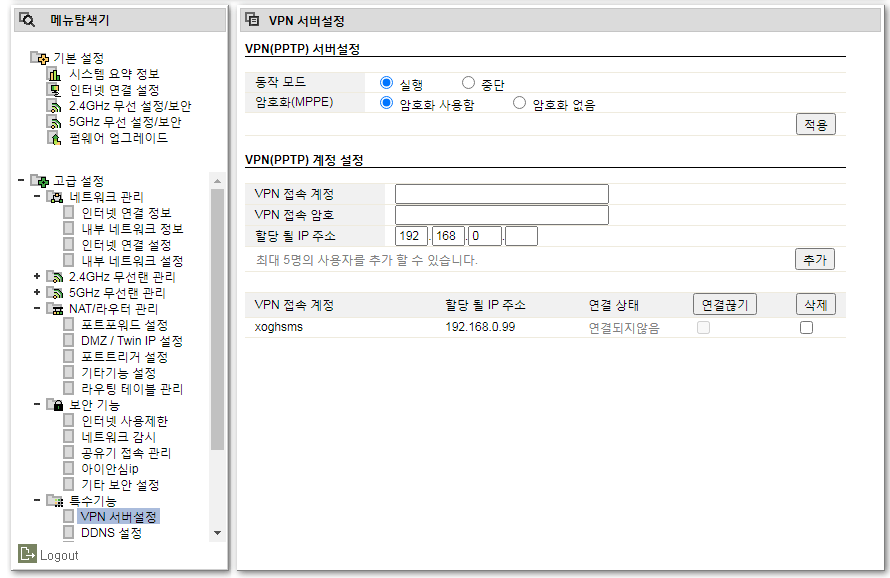 메뉴탐색기
기본 설정
시스템 요약 정보
인터넷 연결 설정
2.4GHz 무선 설정/보안
5GHz 무선 설정/보안
펌웨어 업그레이드
고급 설정
네트워크 관리
인터넷 연결 정보
내부 네트워크 정보
인터넷 연결 설정
내부 네트워크 설정
2.4GHz 무선랜 관리
5GHz 무선랜 관리
NAT/라우터 관리
포트포워드 설정
DMZ / Twin IP 설정
포트트리거 설정
기타기능 설정
라우팅 테이블 관리
보안 기능
인터넷 사용제한
네트워크 감시
공유기 접속 관리
아이안심ip
기타 보안 설정
특수기능
VPN 서버설정
DDNS 설정
Logout
VPN 서버설정
VPN(PPTP) 서버설정
동작 모드 실행 중단
암호화(MPPE) 암호화 사용함 암호화 없음
적용
VPN(PPTP) 계정 설정
VPN 접속 계정
VPN 접속 암호
할당 될 IP 주소 192 . 168 . 0 .
최대 5명의 사용자를 추가 할 수 있습니다. 추가
VPN 접속 계정 할당 될 IP 주소 연결 상태 연결끊기 삭제
xoghsms 192.168.0.99 연결되지않음